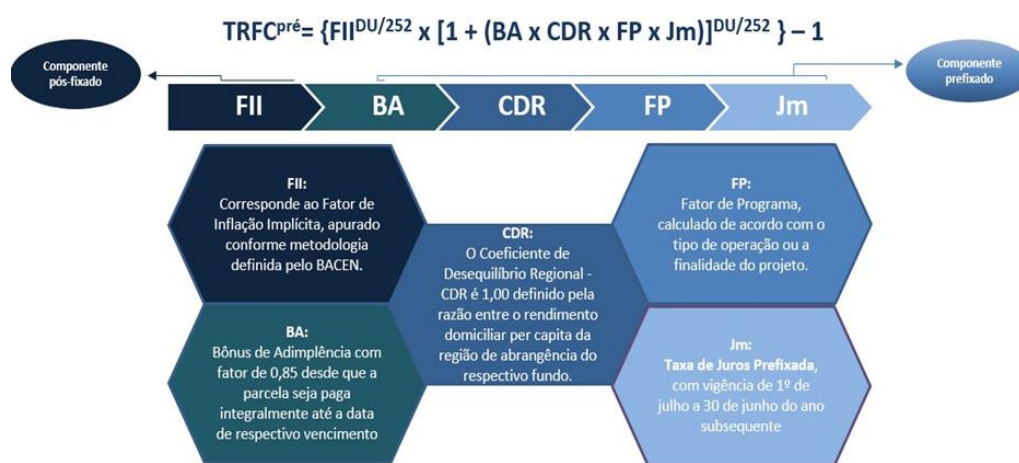 TRFCpré= {FIIDU/252 x [1 + (BA x CDR x FP x Jm)]DU/252 } – 1
Componente
pós-fixado
Componente
prefixado
FII
BA
CDR
FP
Jm
FII:
Corresponde ao Fator de
Inflação Implícita, apurado
conforme metodologia
definida pelo BACEN.
BA:
Bônus de Adimplência com
fator de 0,85 desde que a
parcela seja paga
integralmente até a data
de respectivo vencimento
CDR:
O Coeficiente de
Desequilíbrio Regional -
CDR é 1,00 definido pela
razão entre o rendimento
domiciliar per capita da
região de abrangência do
respectivo fundo.
FP:
Fator de Programa,
calculado de acordo com o
tipo de operação ou a
finalidade do projeto.
Jm:
Taxa de Juros Prefixada,
com vigência de 1º de
julho a 30 de junho do ano
subsequente